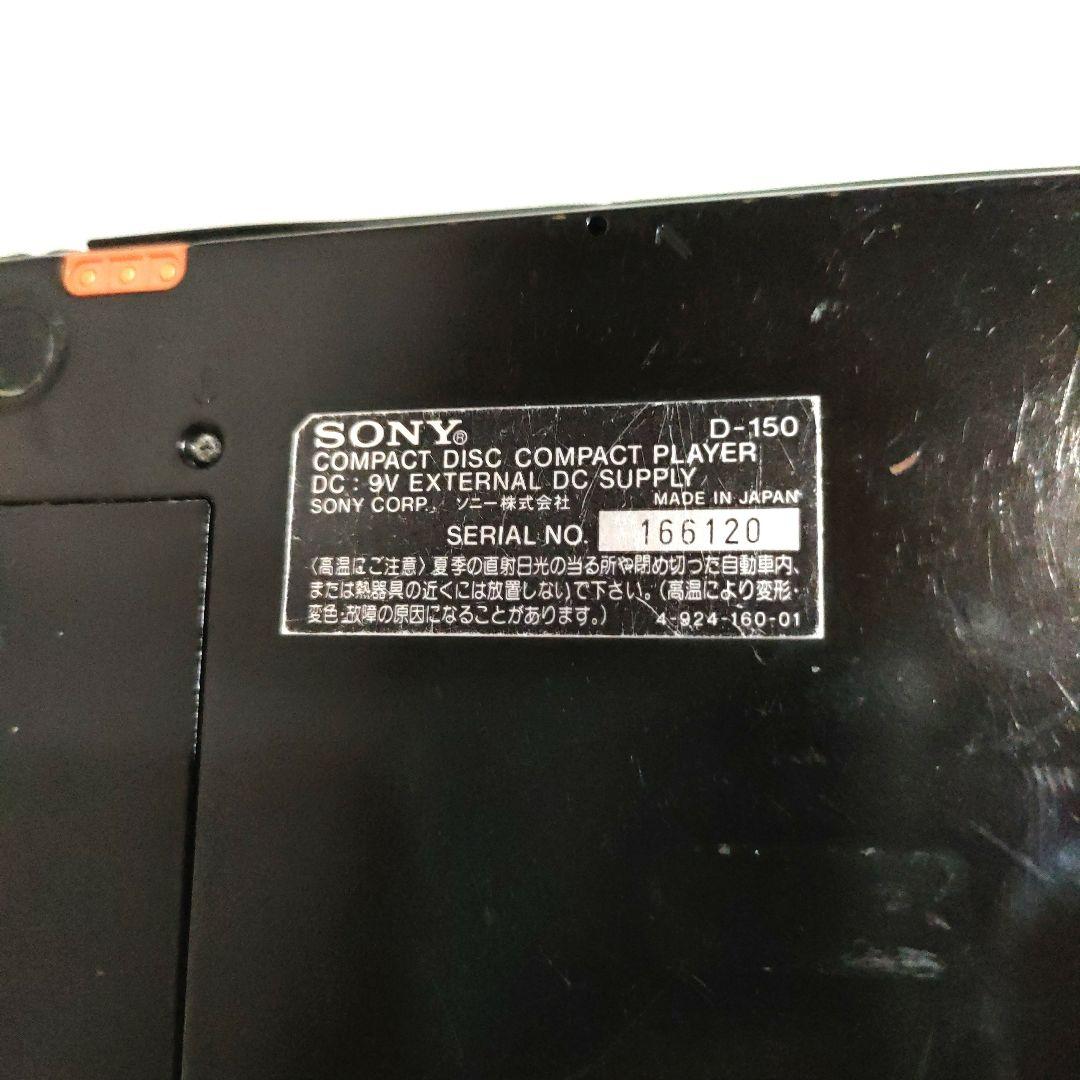 SONY® D-150
COMPACT DISC COMPACT PLAYER
DC: 9V EXTERNAL DC SUPPLY
SONY CORP. ソニー株式会社 MADE IN JAPAN
SERIAL NO. 166120
〈高温にご注意〉夏季の直射日光の当る所や閉め切った自動車内、
または熱器具の近くには放置しないで下さい。(高温により変形・
変色・故障の原因になることがあります。) 4-924-160-01